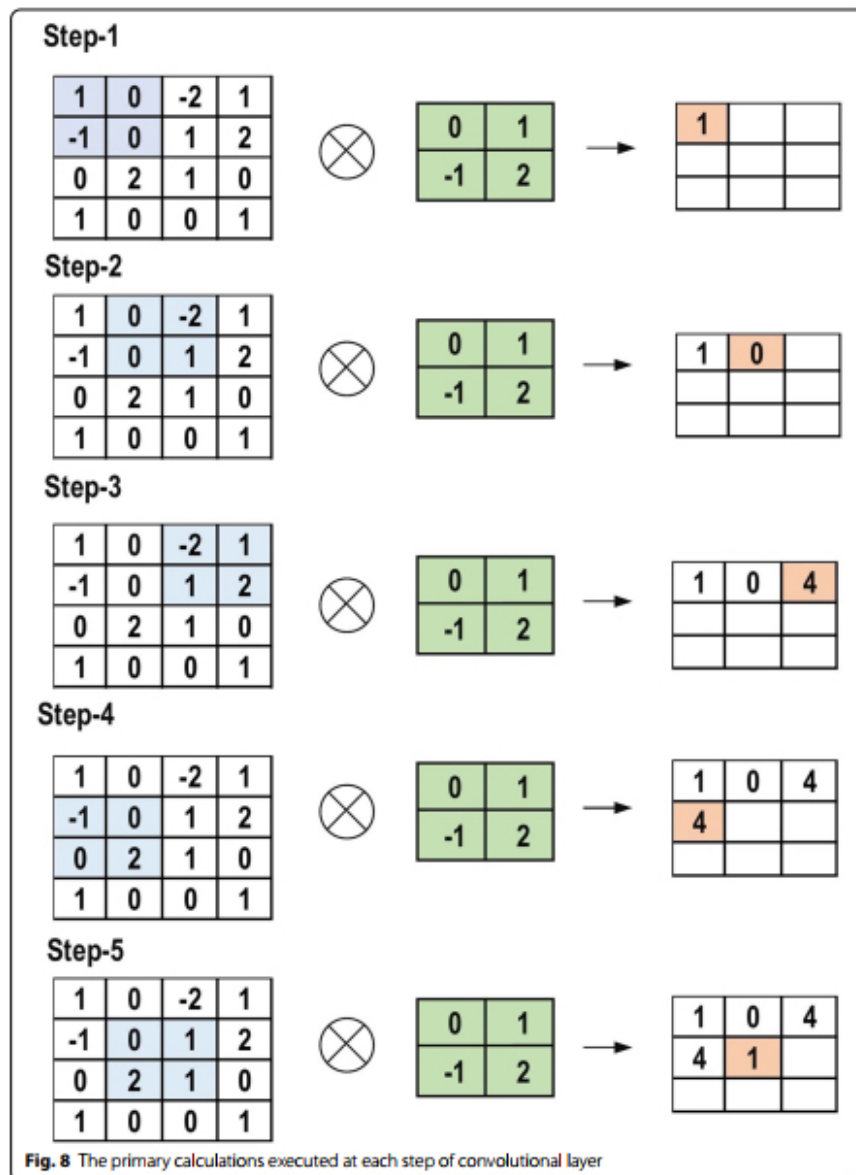 Step-1
1 0 -2 1
-1 0 1 2
0 2 1 0
1 0 0 1
0 1
-1 2
1
Step-2
1 0 -2 1
-1 0 1 2
0 2 1 0
1 0 0 1
0 1
-1 2
1 0
Step-3
1 0 -2 1
-1 0 1 2
0 2 1 0
1 0 0 1
0 1
-1 2
1 0 4
Step-4
1 0 -2 1
-1 0 1 2
0 2 1 0
1 0 0 1
0 1
-1 2
1 0 4
4
Step-5
1 0 -2 1
-1 0 1 2
0 2 1 0
1 0 0 1
0 1
-1 2
1 0 4
4 1
Fig. 8 The primary calculations executed at each step of convolutional layer